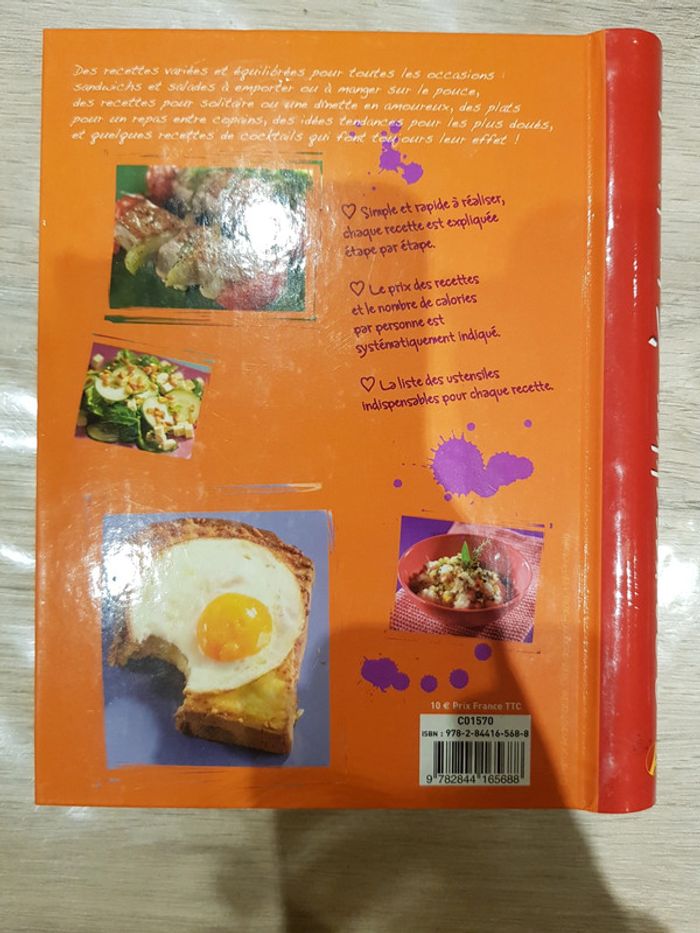 Des recettes variées et équilibrées pour toutes les occasions :
sandwichs et salades à emporter ou à manger sur le pouce,
des recettes pour solitaire ou une dînette en amoureux, des plats
pour un repas entre copains, des idées tendances pour les plus doués,
et quelques recettes de cocktails qui font toujours leur effet !
Simple et rapide à réaliser,
chaque recette est expliquée
étape par étape.
Le prix des recettes
et le nombre de calories
par personne est
systématiquement indiqué.
La liste des ustensiles
indispensables pour chaque recette.
10 € Prix France TTC
CO1570
ISBN : 978-2-84416-568-8
9 782844 165688